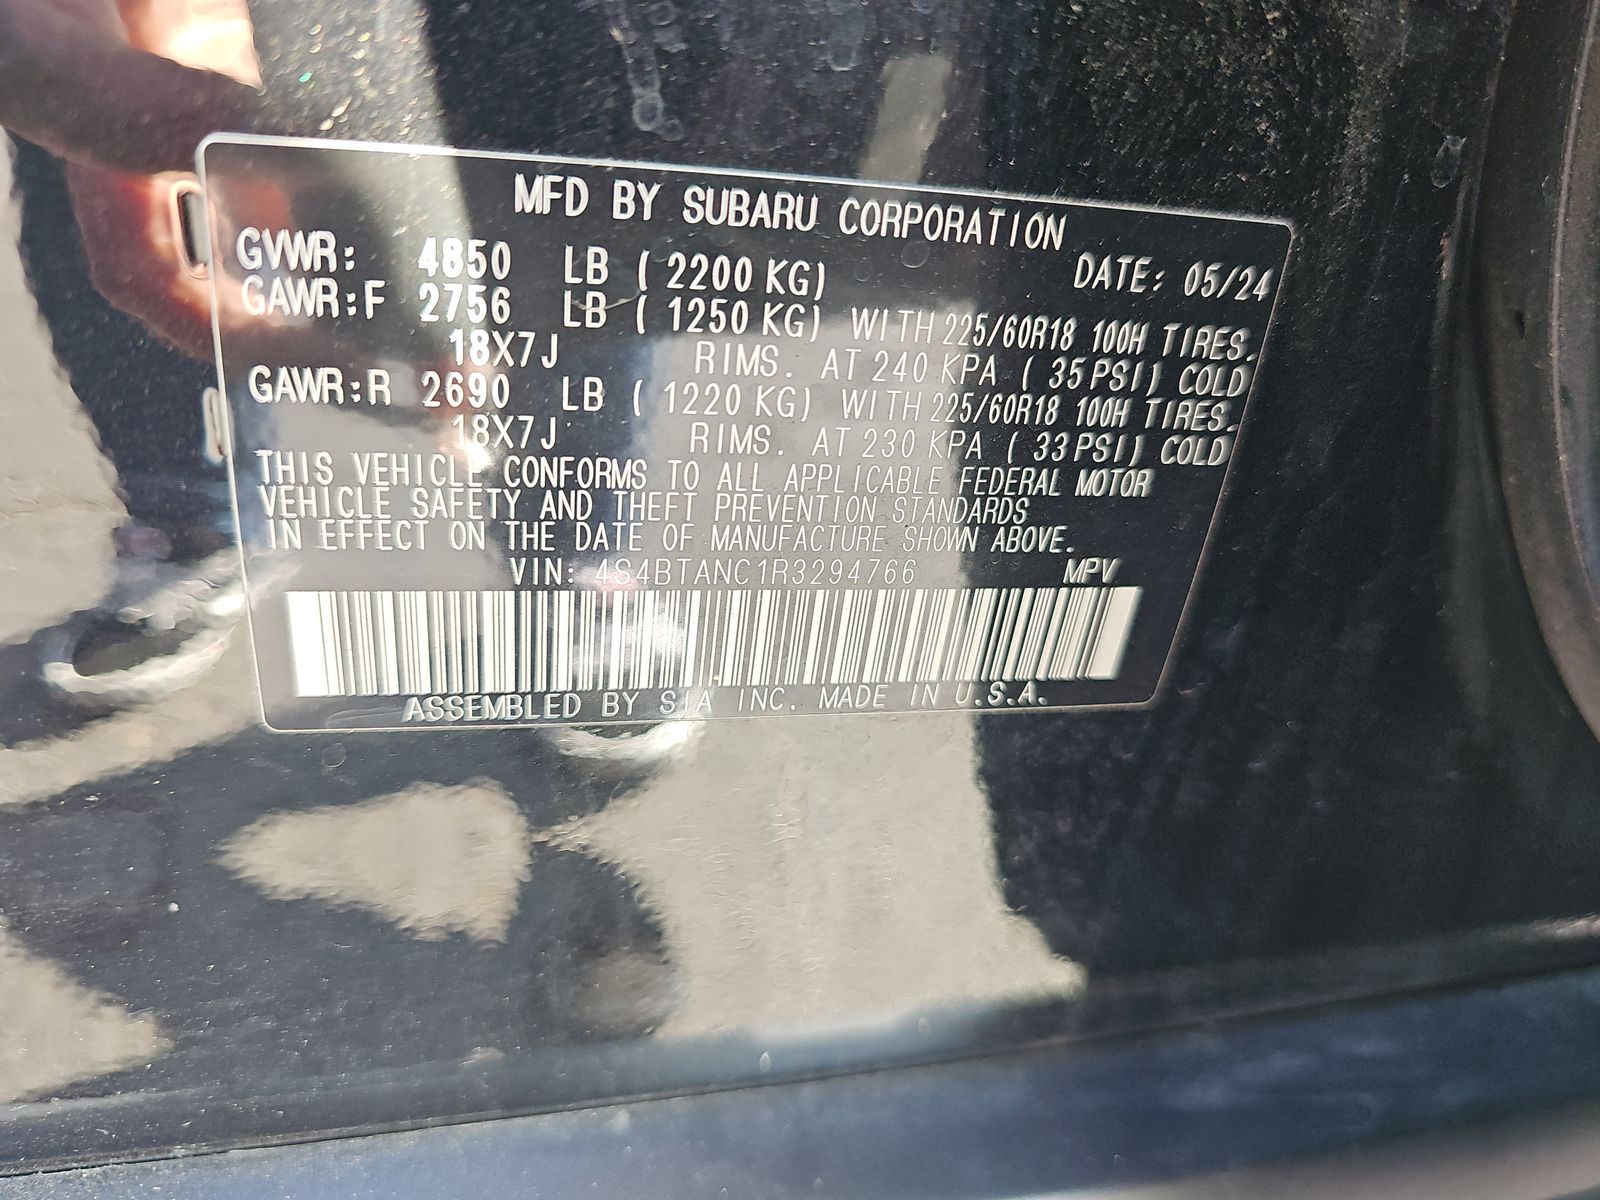 MFD BY SUBARU CORPORATION
GVWR: 4850 LB ( 2200 KG) DATE: 05/24
GAWR:F 2756 LB ( 1250 KG) WITH 225/60R18 100H TIRES.
18X7J RIMS. AT 240 KPA ( 35PSI) COLD
GAWR:R 2690 LB ( 1220 KG) WITH 225/60R18 100H TIRES.
18X7J RIMS. AT 230 KPA ( 33PSI) COLD
THIS VEHICLE CONFORMS TO ALL APPLICABLE FEDERAL MOTOR
VEHICLE SAFETY AND THEFT PREVENTION STANDARDS
IN EFFECT ON THE DATE OF MANUFACTURE SHOWN ABOVE.
VIN: 4S4BTANC1R3294766 MPV
ASSEMBLED BY SIA INC. MADE IN U.S.A.